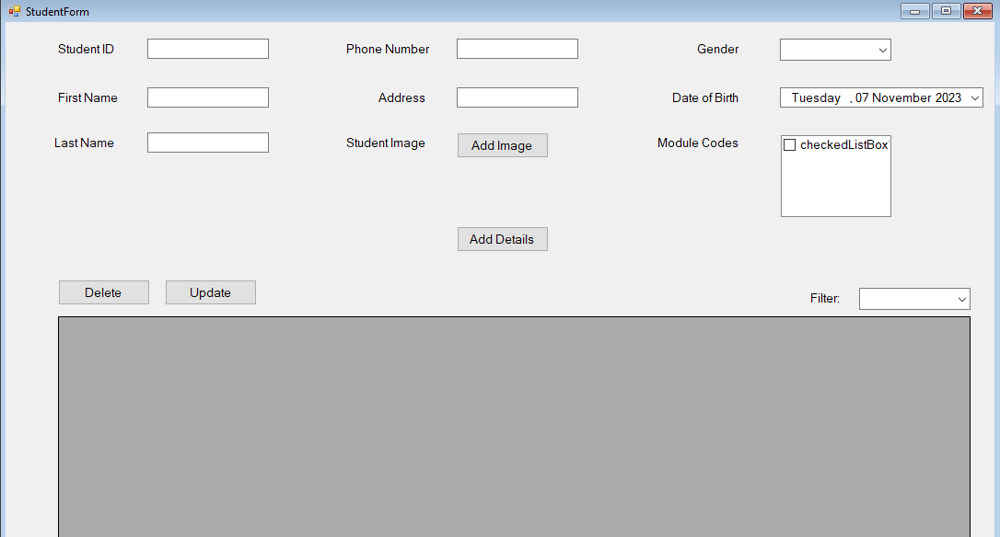 StudentForm
Student ID Phone Number Gender
First Name Address Date of Birth Tuesday , 07 November 2023
Last Name Student Image Add Image Module Codes checkedListBox
Add Details
Delete Update Filter: